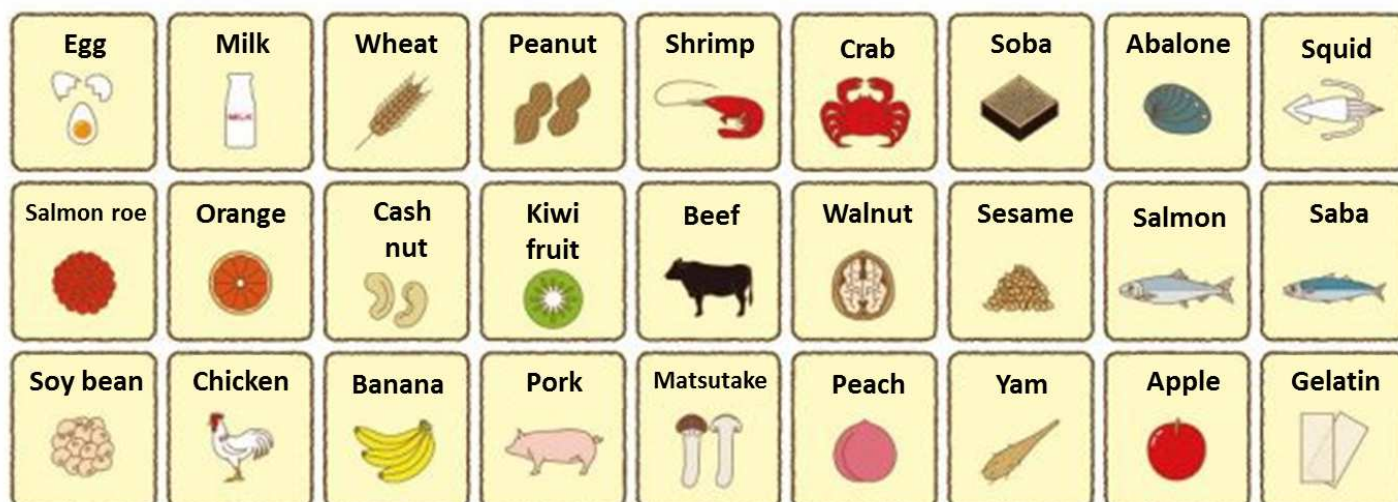 Egg
Milk
Wheat
Peanut
Shrimp
Crab
Soba
Abalone
Squid
MILK
Salmon roe
Orange
Cash
nut
Kiwi
fruit
Beef
Walnut
Sesame
Salmon
Saba
Soy bean
Chicken
Banana
Pork
Matsutake
Peach
Yam
Apple
Gelatin